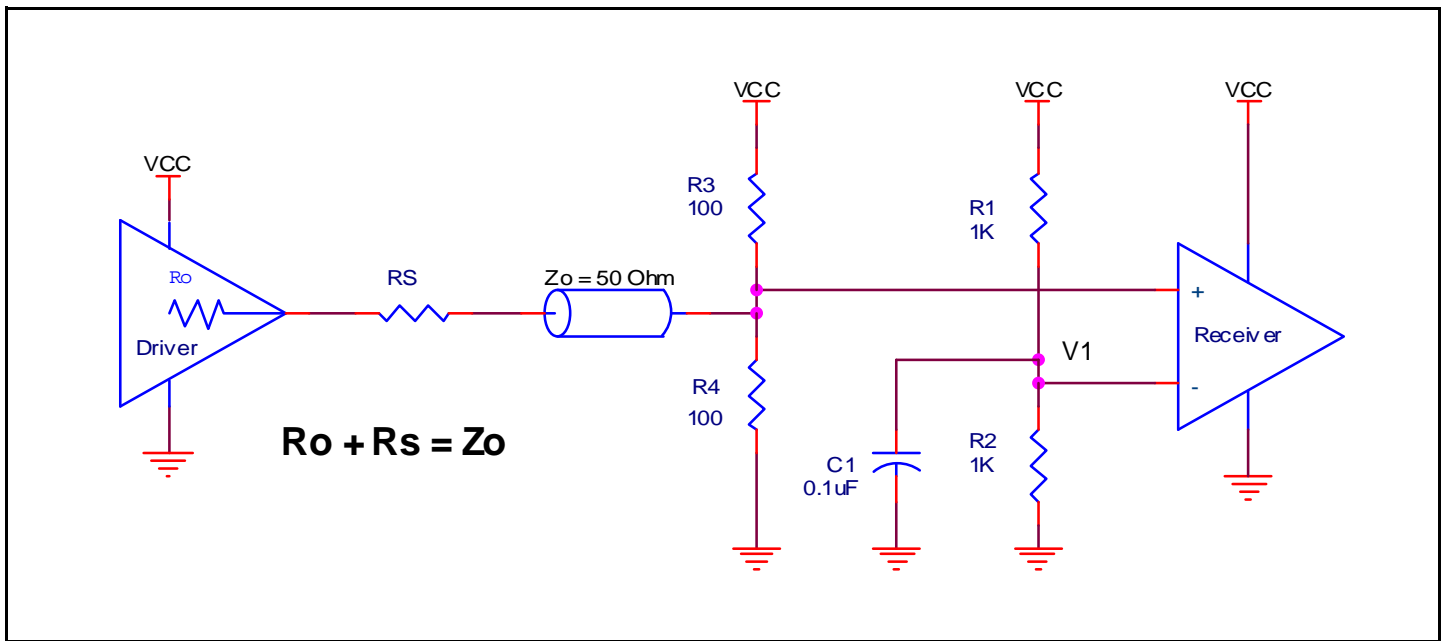 VCC
VCC
VCC
VCC
R3
100
R1
1K
Ro
RS
Zo = 50 Ohm
+
Driver
Receiver
V1
-
R4
100
Ro + Rs = Zo
R2
1K
C1
0.1uF